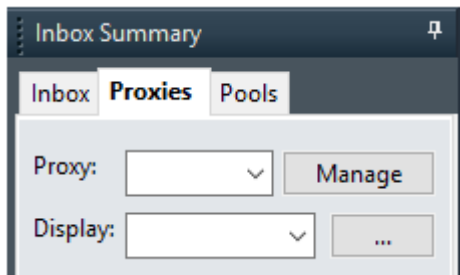 Inbox Summary
Inbox Proxies Pools
Proxy: Manage
Display: ...